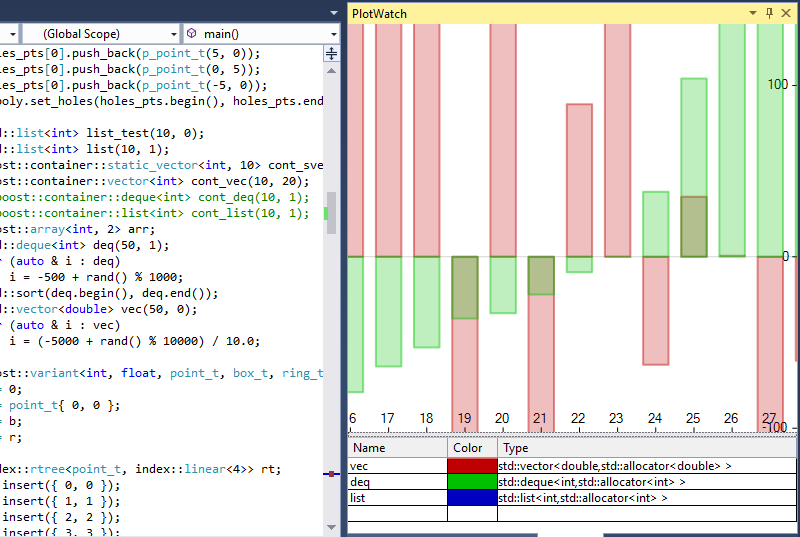 (Global Scope)
main()
es_pts[0].push_back(p_point_t(5, 0));
es_pts[0].push_back(p_point_t(0, 5));
es_pts[0].push_back(p_point_t(-5, 0));
oly.set_holes(holes_pts.begin(), holes_pts.end
::list<int> list_test(10, 0);
::list<int> list(10, 1);
ost::container::static_vector<int, 10> cont_sve
ost::container::vector<int> cont_vec(10, 20);
boost::container::deque<int> cont_deq(10, 1);
boost::container::list<int> cont_list(10, 1);
ost::array<int, 2> arr;
::deque<int> deq(50, 1);
(auto & i : deq)
i = -500 + rand() % 1000;
::sort(deq.begin(), deq.end());
::vector<double> vec(50, 0);
(auto & i : vec)
i = (-5000 + rand() % 10000) / 10.0;
ost::variant<int, float, point_t, box_t, ring_t
= 0;
= point_t{ 0, 0 };
= b;
= r;
dex::rtree<point_t, index::linear<4>> rt;
insert({ 0, 0 });
insert({ 1, 1 });
insert({ 2, 2 });
insert({ 3, 3 });
PlotWatch
100
0
-100
6 17 18 19 20 21 22 23 24 25 26 27
Name Color Type
vec std::vector<double,std::allocator<double> >
deq std::deque<int,std::allocator<int> >
list std::list<int,std::allocator<int> >